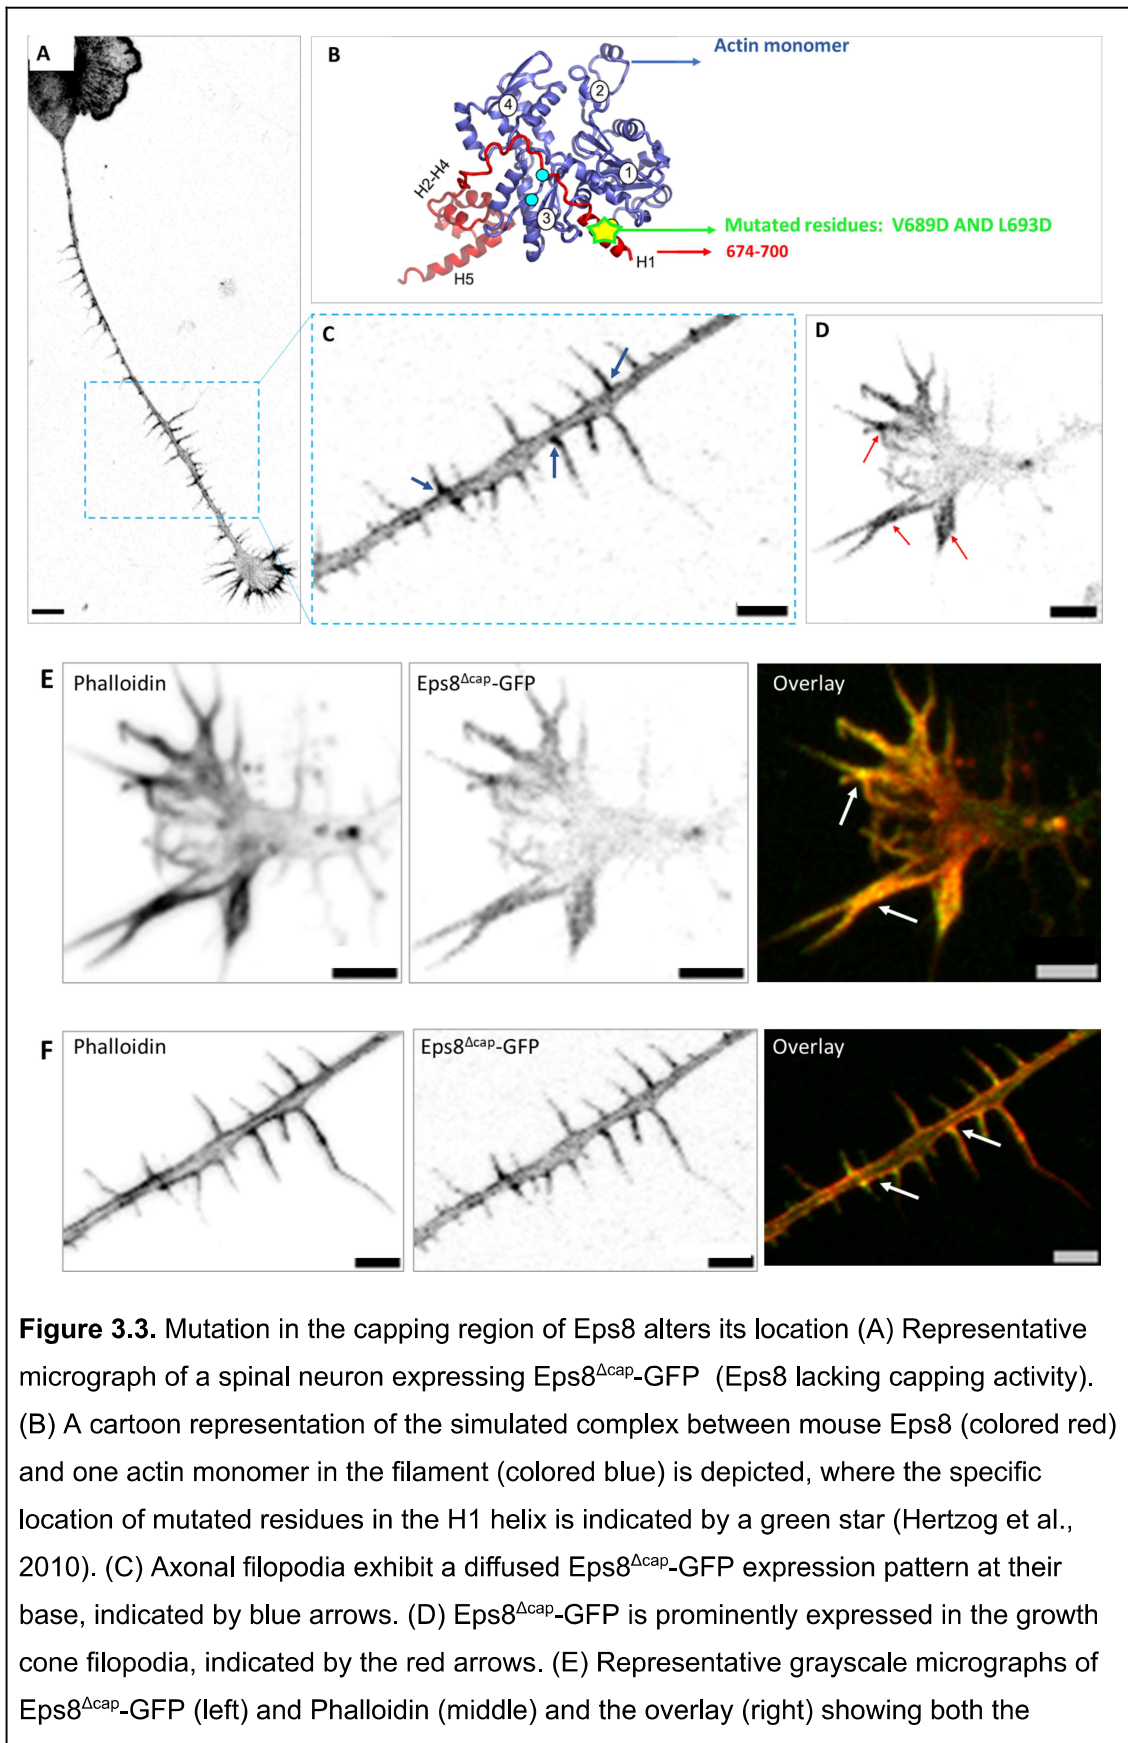 A
B
Actin monomer
4
2
1
3
H2-H4
H5
H1
Mutated residues: V689D AND L693D
674-700
C
D
E
Phalloidin
Eps8Δcap-GFP
Overlay
F
Phalloidin
Eps8Δcap-GFP
Overlay
Figure 3.3. Mutation in the capping region of Eps8 alters its location (A) Representative
micrograph of a spinal neuron expressing Eps8Δcap-GFP (Eps8 lacking capping activity).
(B) A cartoon representation of the simulated complex between mouse Eps8 (colored red)
and one actin monomer in the filament (colored blue) is depicted, where the specific
location of mutated residues in the H1 helix is indicated by a green star (Hertzog et al.,
2010). (C) Axonal filopodia exhibit a diffused Eps8Δcap-GFP expression pattern at their
base, indicated by blue arrows. (D) Eps8Δcap-GFP is prominently expressed in the growth
cone filopodia, indicated by the red arrows. (E) Representative grayscale micrographs of
Eps8Δcap-GFP (left) and Phalloidin (middle) and the overlay (right) showing both the